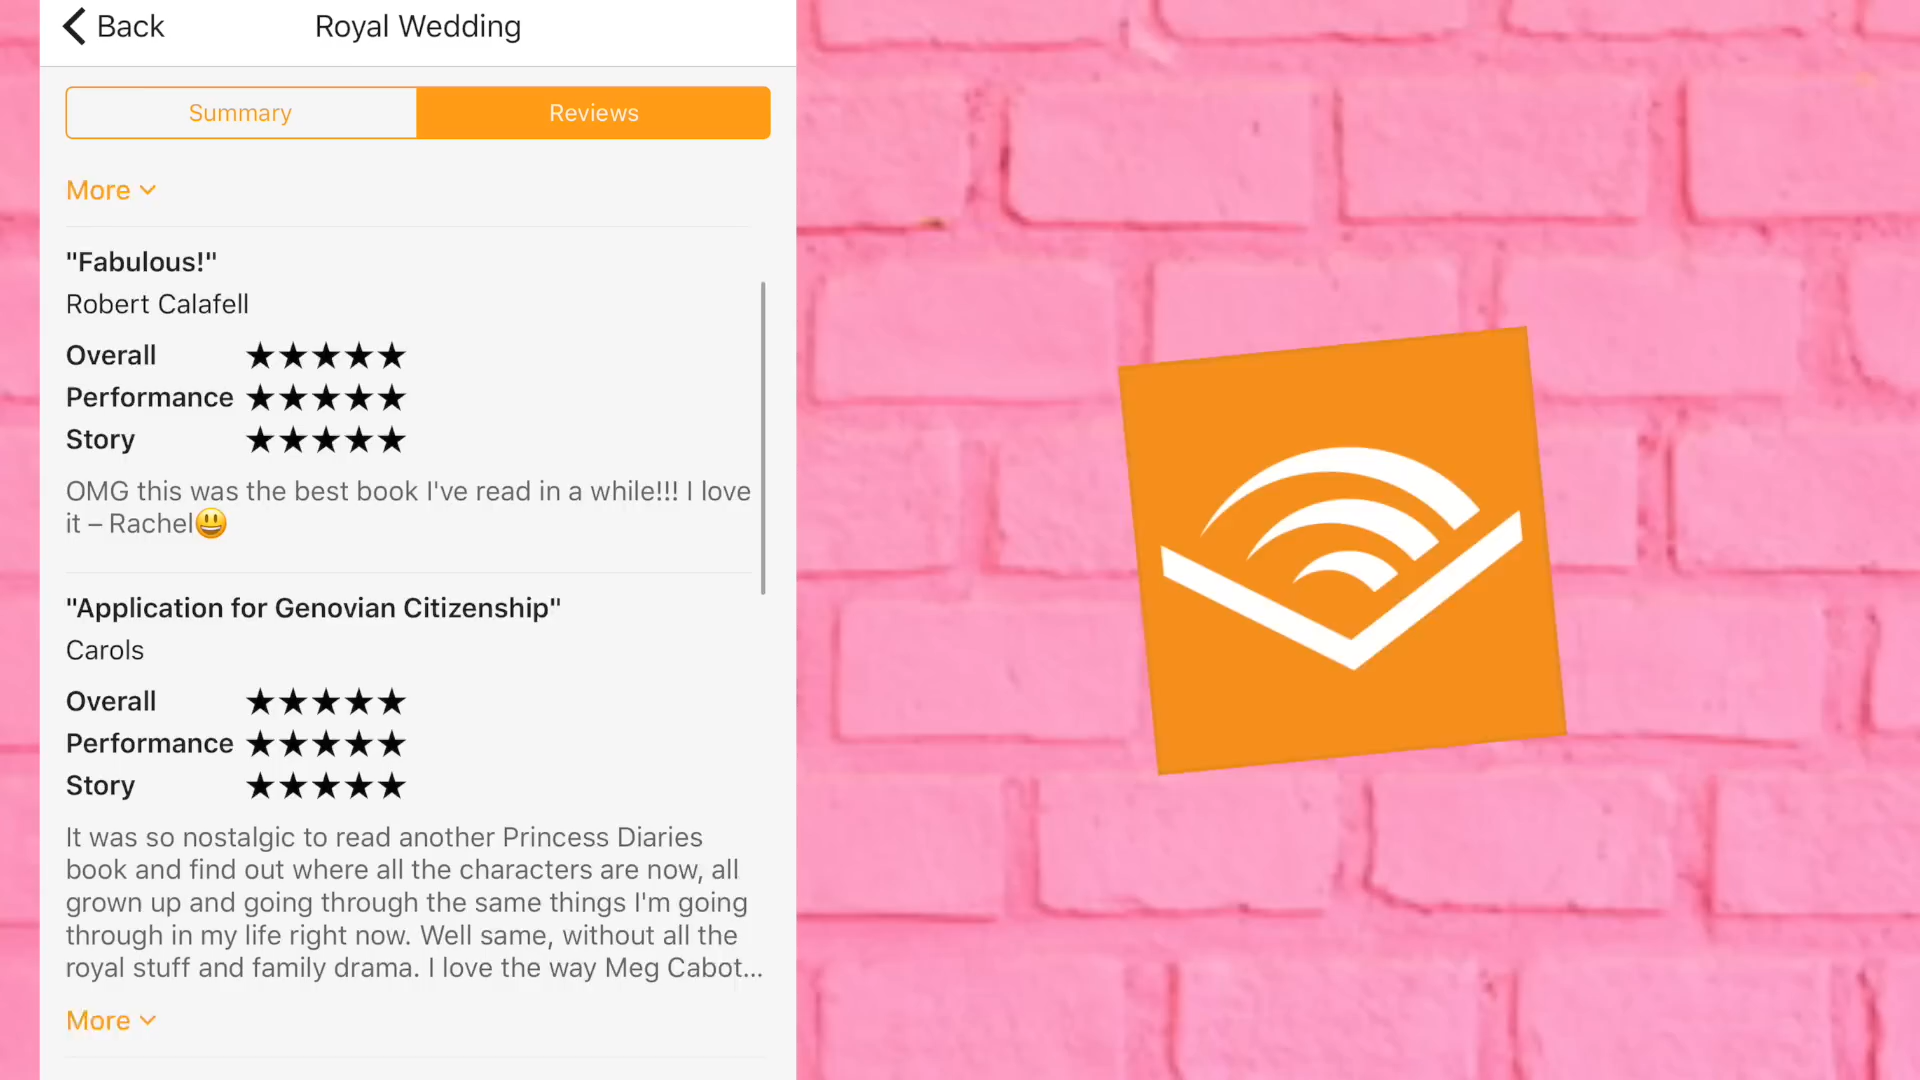 Back
Royal Wedding
Summary
Reviews
More
"Fabulous!"
Robert Calafell
Overall ★★★★★
Performance ★★★★★
Story ★★★★★
OMG this was the best book I've read in a while!!! I love
it – Rachel😃
"Application for Genovian Citizenship"
Carols
Overall ★★★★★
Performance ★★★★★
Story ★★★★★
It was so nostalgic to read another Princess Diaries
book and find out where all the characters are now, all
grown up and going through the same things I'm going
through in my life right now. Well same, without all the
royal stuff and family drama. I love the way Meg Cabot...
More